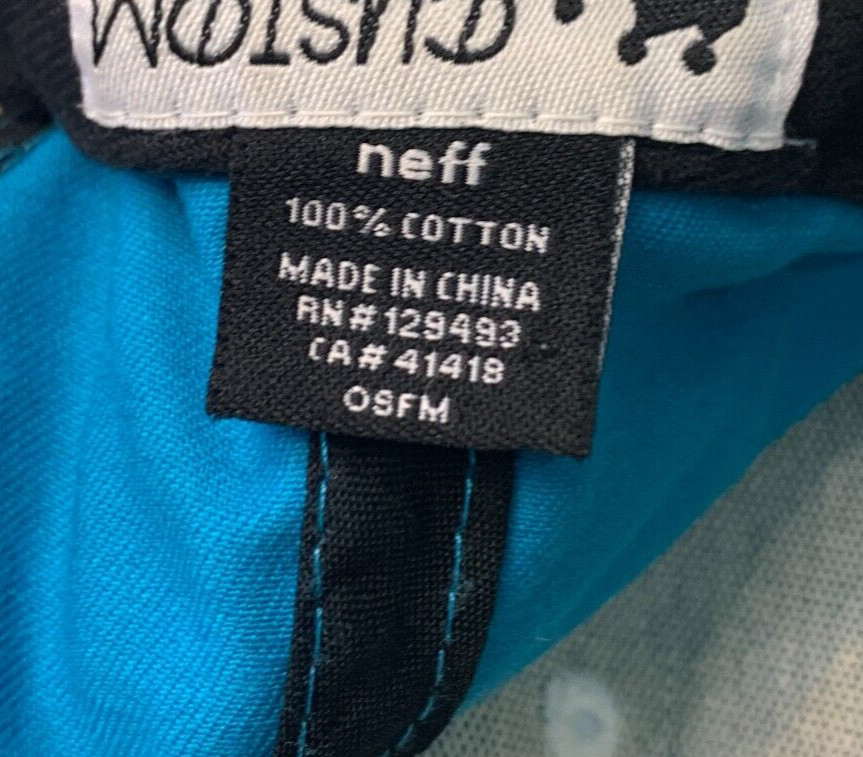 neff
100% COTTON
MADE IN CHINA
RN# 129493
CA# 41418
OSFM